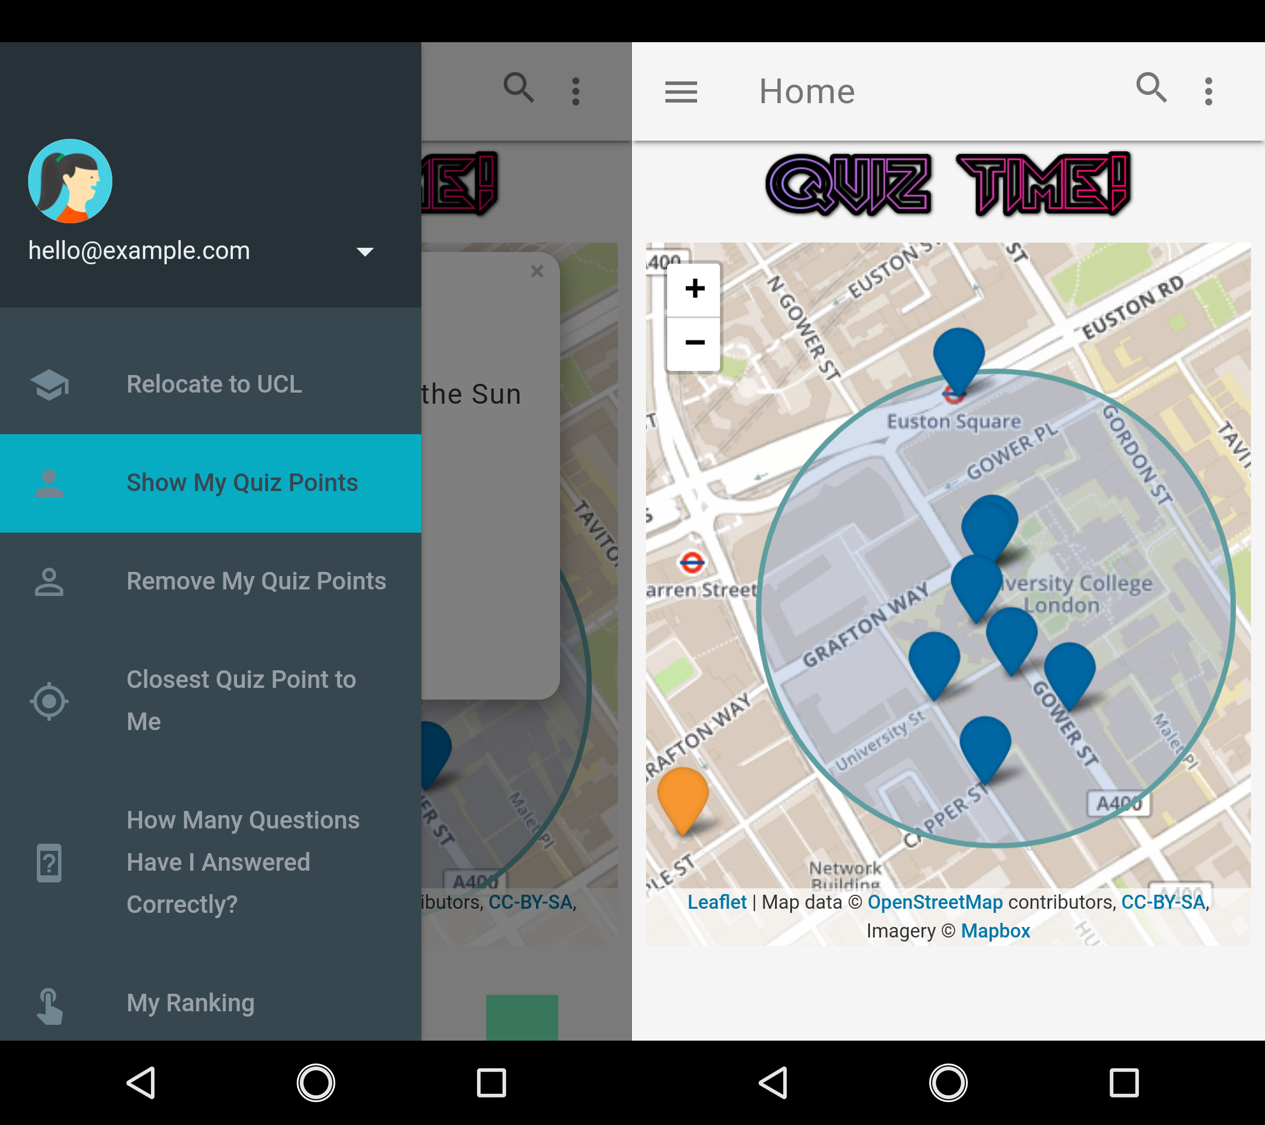 hello@example.com
Relocate to UCL
Show My Quiz Points
Remove My Quiz Points
Closest Quiz Point to
Me
How Many Questions
Have I Answered
Correctly?
My Ranking
ME!
×
the Sun
TAVITO
ER ST
Malet Pl
A400
ibutors, CC-BY-SA,
Home
QUIZ TIME!
+
−
A400
EUSTON S
ST
N GOWER ST
EUSTON RD
ST
Euston Square
GOWER PL
GORDON ST
TAVI
S
arren Street
iversity College
London
GRAFTON WAY
GOWER ST
RAFTON WAY
University St
Malet Pl
CAPPER ST
A400
PLE ST
Network
Building
A400
HU
Leaflet | Map data © OpenStreetMap contributors, CC-BY-SA,
Imagery © Mapbox